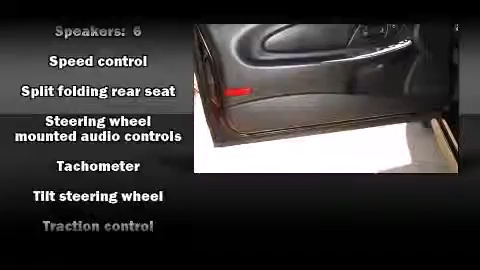 Speakers: 6
Speed control
Split folding rear seat
Steering wheel
mounted audio controls
Tachometer
Tilt steering wheel
Traction control